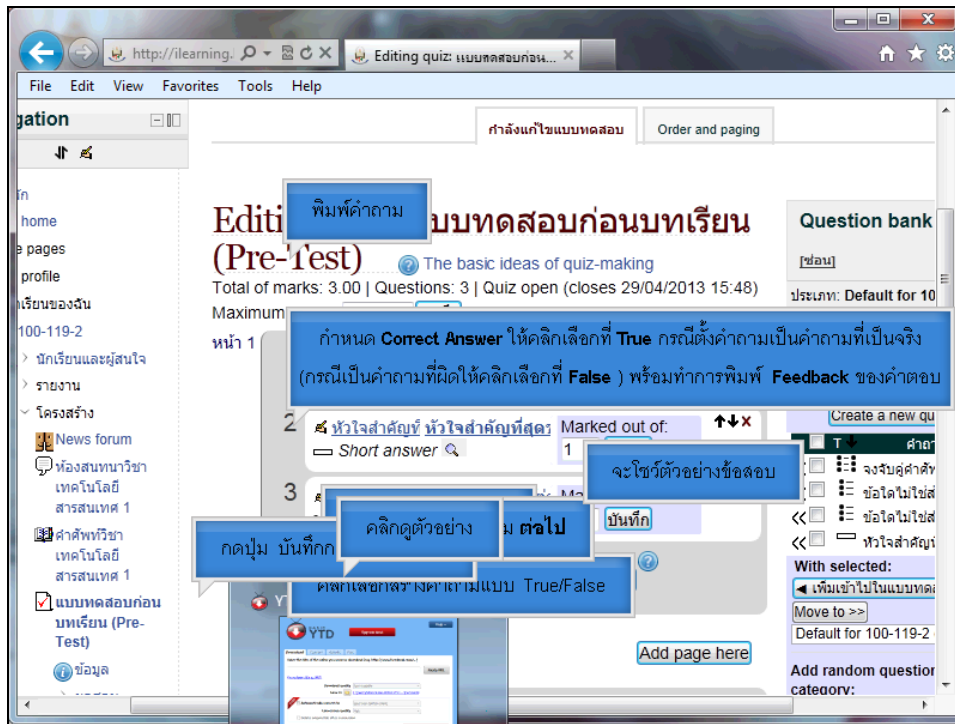 http://ilearning.
Editing quiz: แบบทดสอบก่อน...
File Edit View Favorites Tools Help
gation
กำลังแก้ไขแบบทดสอบ
Order and paging
home
e pages
profile
100-119-2
นักเรียนและผู้สนใจ
รายงาน
โครงสร้าง
News forum
ห้องสนทนาวิชา
เทคโนโลยี
สารสนเทศ 1
คำศัพท์วิชา
เทคโนโลยี
สารสนเทศ 1
แบบทดสอบก่อน
บทเรียน (Pre-
Test)
ข้อมูล
พิมพ์คำถาม
บบทดสอบก่อนบทเรียน
(Pre-Test)
The basic ideas of quiz-making
Total of marks: 3.00 | Questions: 3 | Quiz open (closes 29/04/2013 15:48)
Maximum
หน้า 1
กำหนด Correct Answer ให้คลิกเลือกที่ True กรณีตั้งคำถามเป็นคำถามที่เป็นจริง
(กรณีเป็นคำถามที่ผิดให้คลิกเลือกที่ False ) พร้อมทำการพิมพ์ Feedback ของคำตอบ
2
หัวใจสำคัญที่ หัวใจสำคัญที่สุด
Marked out of:
Short answer
1
จะโชว์ตัวอย่างข้อสอบ
3
บันทึก
คลิกดูตัวอย่าง
ม ต่อไป
กดปุ่ม บันทึก
คลิกเลือกสร้างคำถามแบบ True/False
YTD
Add page here
Question bank
[ซ่อน]
ประเภท: Default for 10
Create a new qu
T
จงจับคู่คำศัพ
ข้อใดไม่ใช่ส
ข้อใดไม่ใช่ส
หัวใจสำคัญที่
With selected:
เพิ่มเข้าไปในแบบทดส
Move to >>
Default for 100-119-2
Add random question
category: